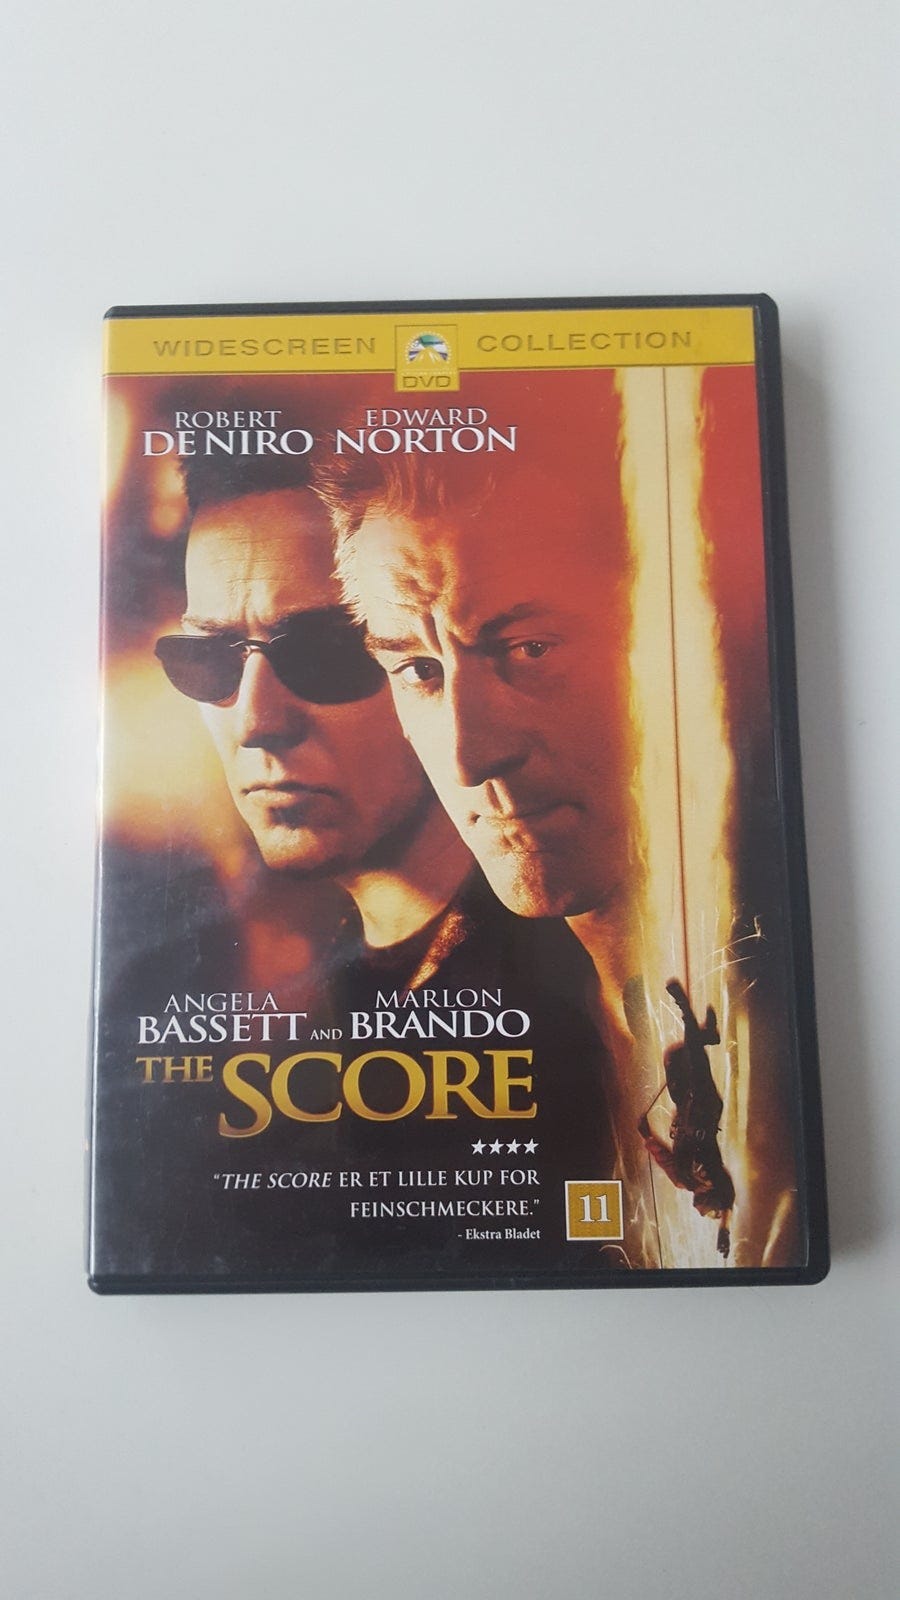 WIDESCREEN COLLECTION
DVD
ROBERT EDWARD
DE NIRO NORTON
ANGELA MARLON
BASSETT AND BRANDO
THE SCORE
★★★★
“THE SCORE ER ET LILLE KUP FOR
FEINSCHMECKERE.”
- Ekstra Bladet
11